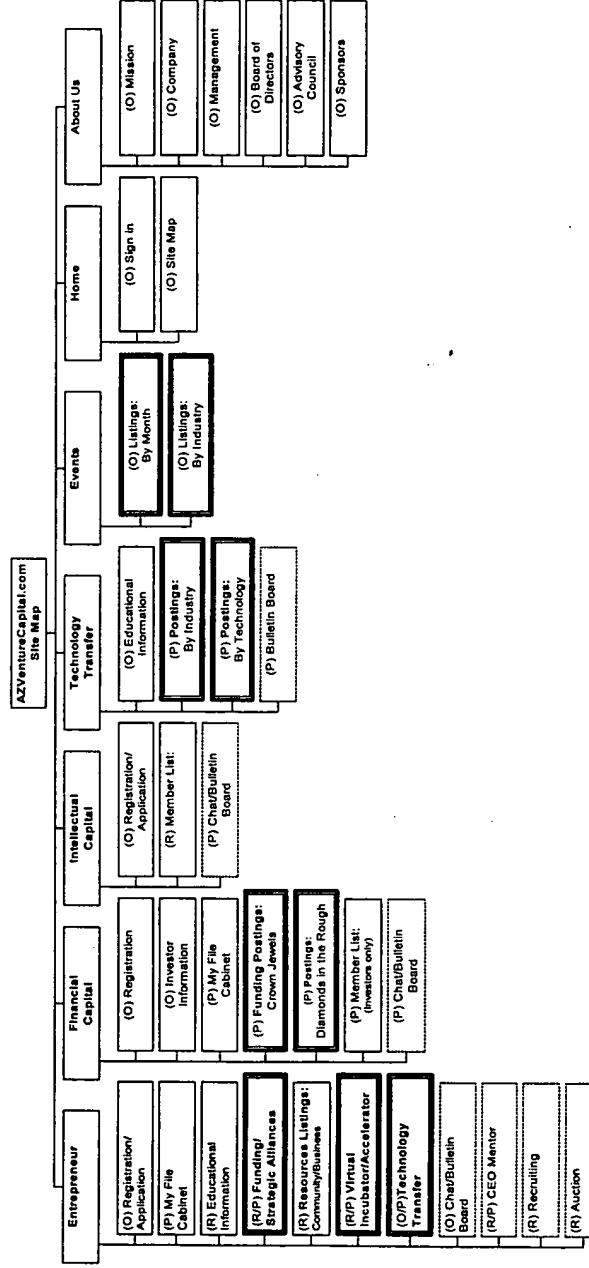 AZVentureCapital.com
Site Map
Entrepreneur
(O) Registration/
Application
(P) My File
Cabinet
(R) Educational
Information
(R/P) Funding/
Strategic Alliances
(R) Resources Listings:
Community/Business
(R/P) Virtual
Incubator/Accelerator
(O/P)Technology
Transfer
(O) Chat/Bulletin
Board
(R/P) CEO Mentor
(R) Recruiting
(R) Auction
Financial
Capital
(O) Registration
(O) Investor
Information
(P) My File
Cabinet
(P) Funding Postings:
Crown Jewels
(P) Postings:
Diamonds in the Rough
(P) Member List:
(Investors only)
(P) Chat/Bulletin
Board
Intellectual
Capital
(O) Registration/
Application
(R) Member List:
(P) Chat/Bulletin
Board
Technology
Transfer
(O) Educational
Information
(P) Postings:
By Industry
(P) Postings:
By Technology
(P) Bulletin Board
Events
(O) Listings:
By Month
(O) Listings:
By Industry
Home
(O) Sign In
(O) Site Map
About Us
(O) Mission
(O) Company
(O) Management
(O) Board of
Directors
(O) Advisory
Council
(O) Sponsors